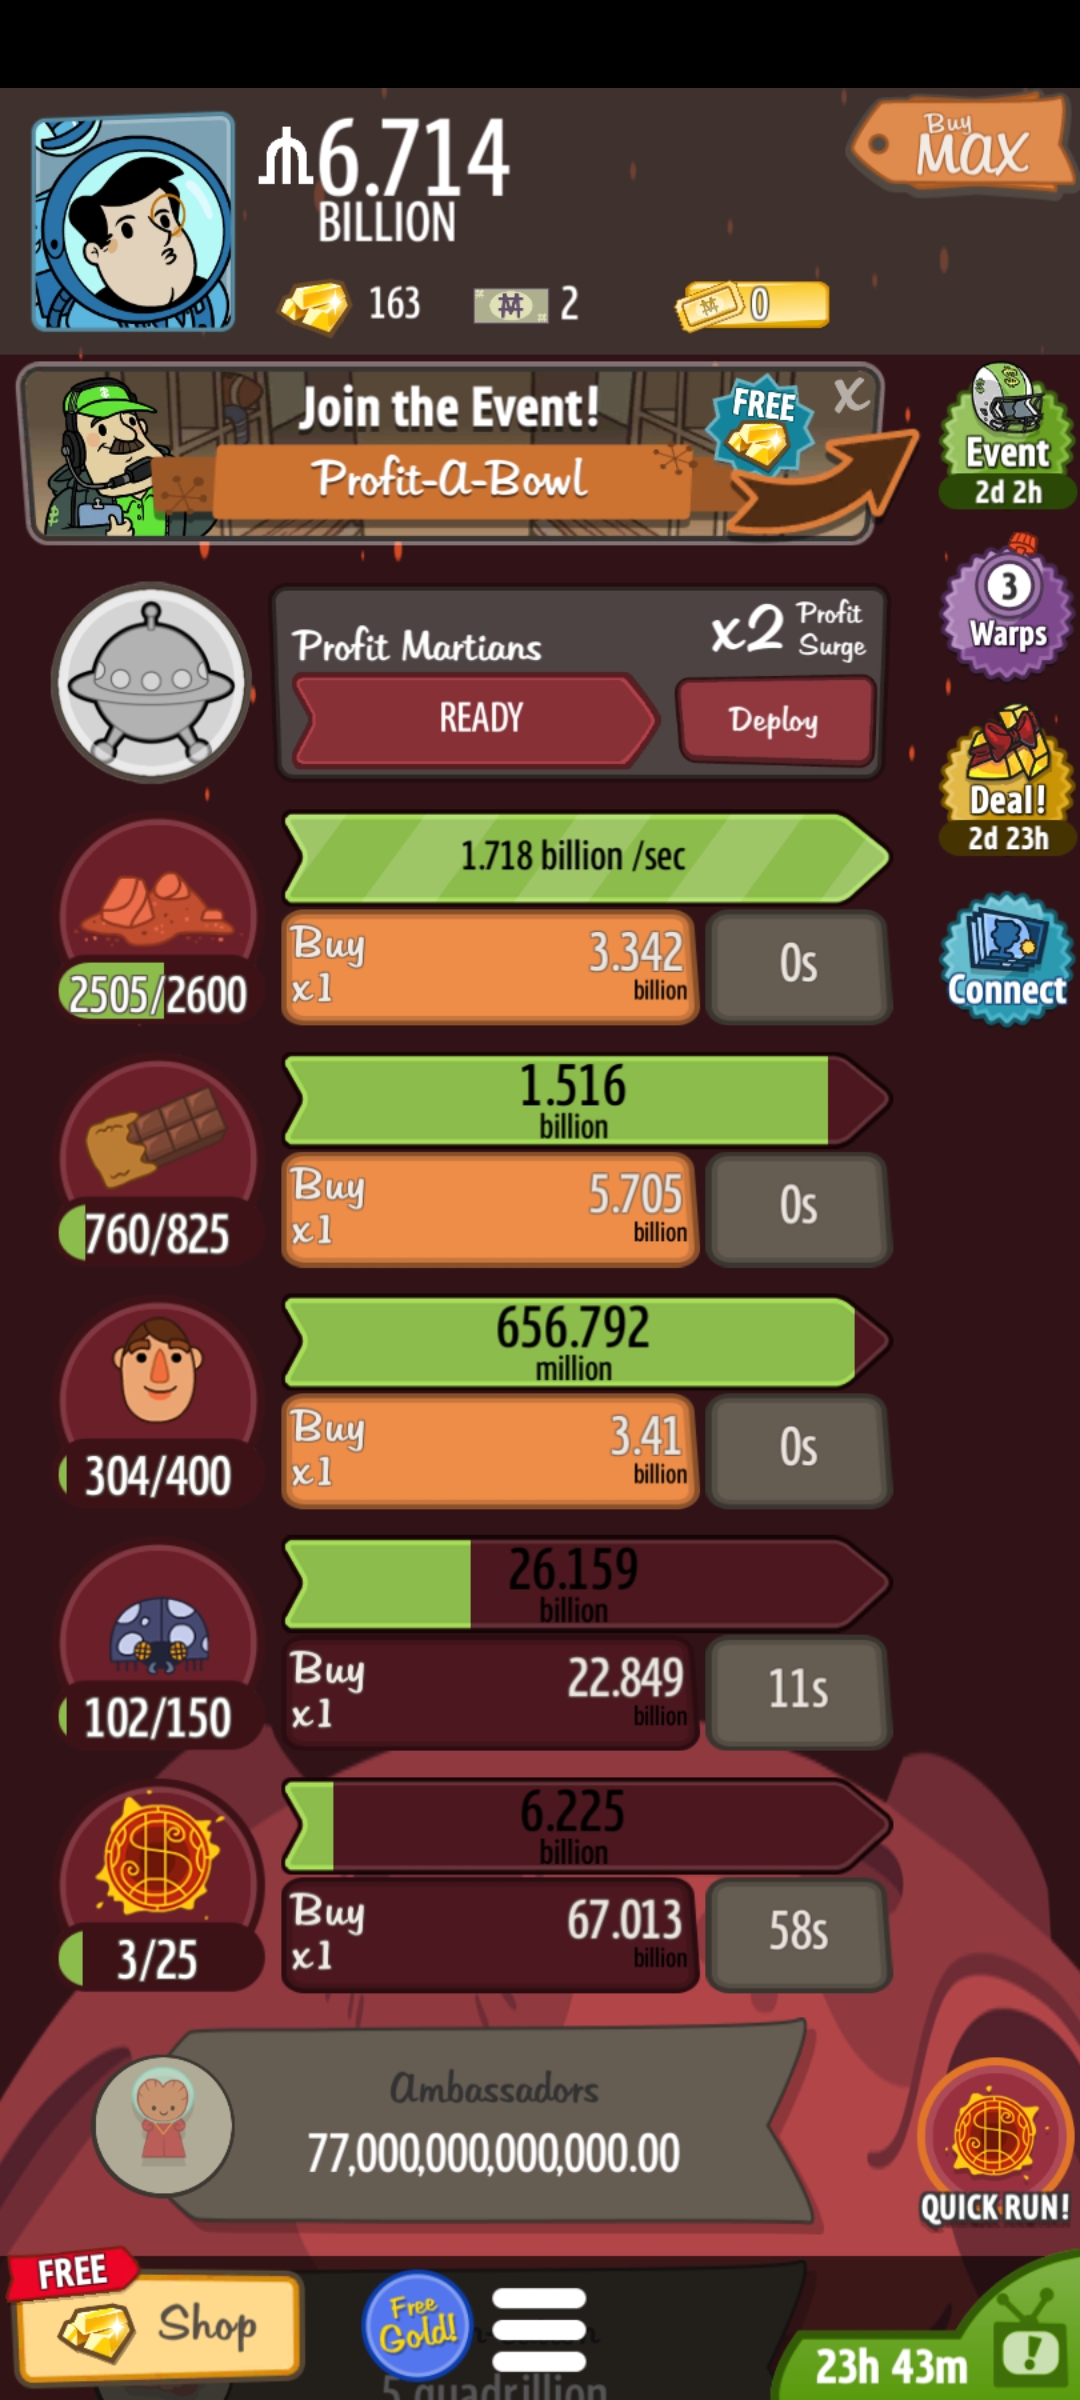 6.714
BILLION
Buy
MAX
163
2
0
Join the Event!
Profit-A-Bowl
FREE
X
Event
2d 2h
3
Warps
Profit Martians
x2 Profit
Surge
READY
Deploy
Deal!
2d 23h
1.718 billion /sec
Buy
x1
3.342
billion
0s
2505/2600
Connect
1.516
billion
Buy
x1
5.705
billion
0s
760/825
656.792
million
Buy
x1
3.41
billion
0s
304/400
26.159
billion
Buy
x1
22.849
billion
11s
102/150
6.225
billion
Buy
x1
67.013
billion
58s
3/25
Ambassadors
77,000,000,000,000.00
QUICK RUN!
FREE
Shop
Free
Gold!
23h 43m
5 quadrillion